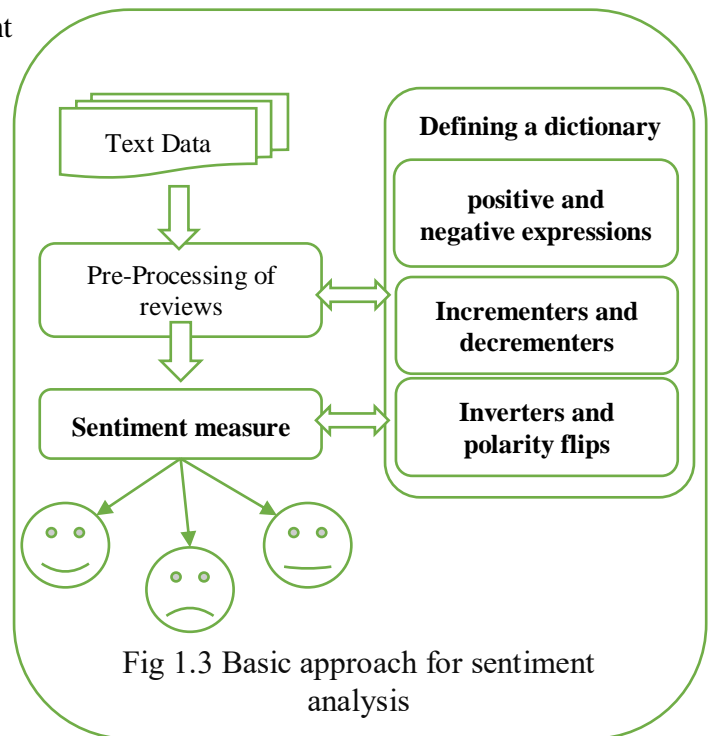 nt
Text Data
Pre-Processing of
reviews
Sentiment measure
Defining a dictionary
positive and
negative expressions
Incrementers and
decrementers
Inverters and
polarity flips
Fig 1.3 Basic approach for sentiment
analysis